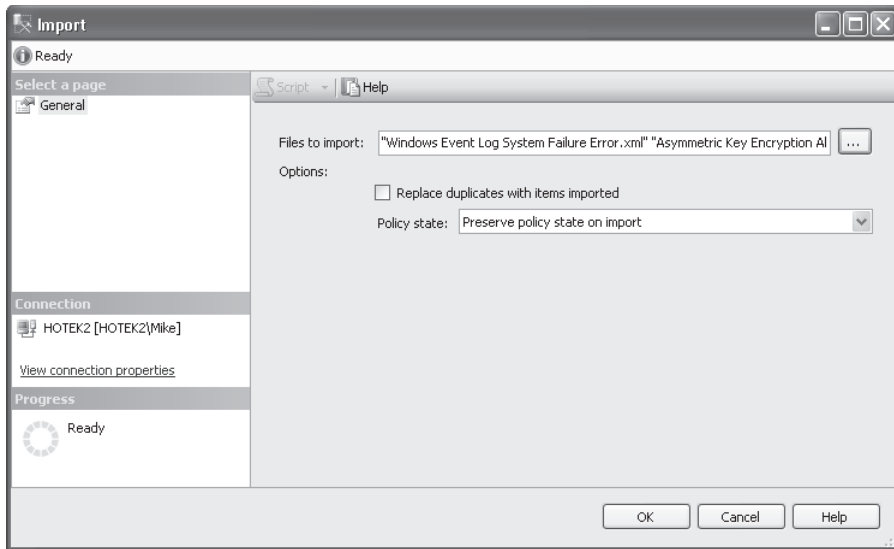 Import
Ready
Select a page
General
Script
Help
Files to import: "Windows Event Log System Failure Error.xml" "Asymmetric Key Encryption Al
...
Options:
Replace duplicates with items imported
Policy state: Preserve policy state on import
Connection
HOTEK2 [HOTEK2\Mike]
View connection properties
Progress
Ready
OK Cancel Help